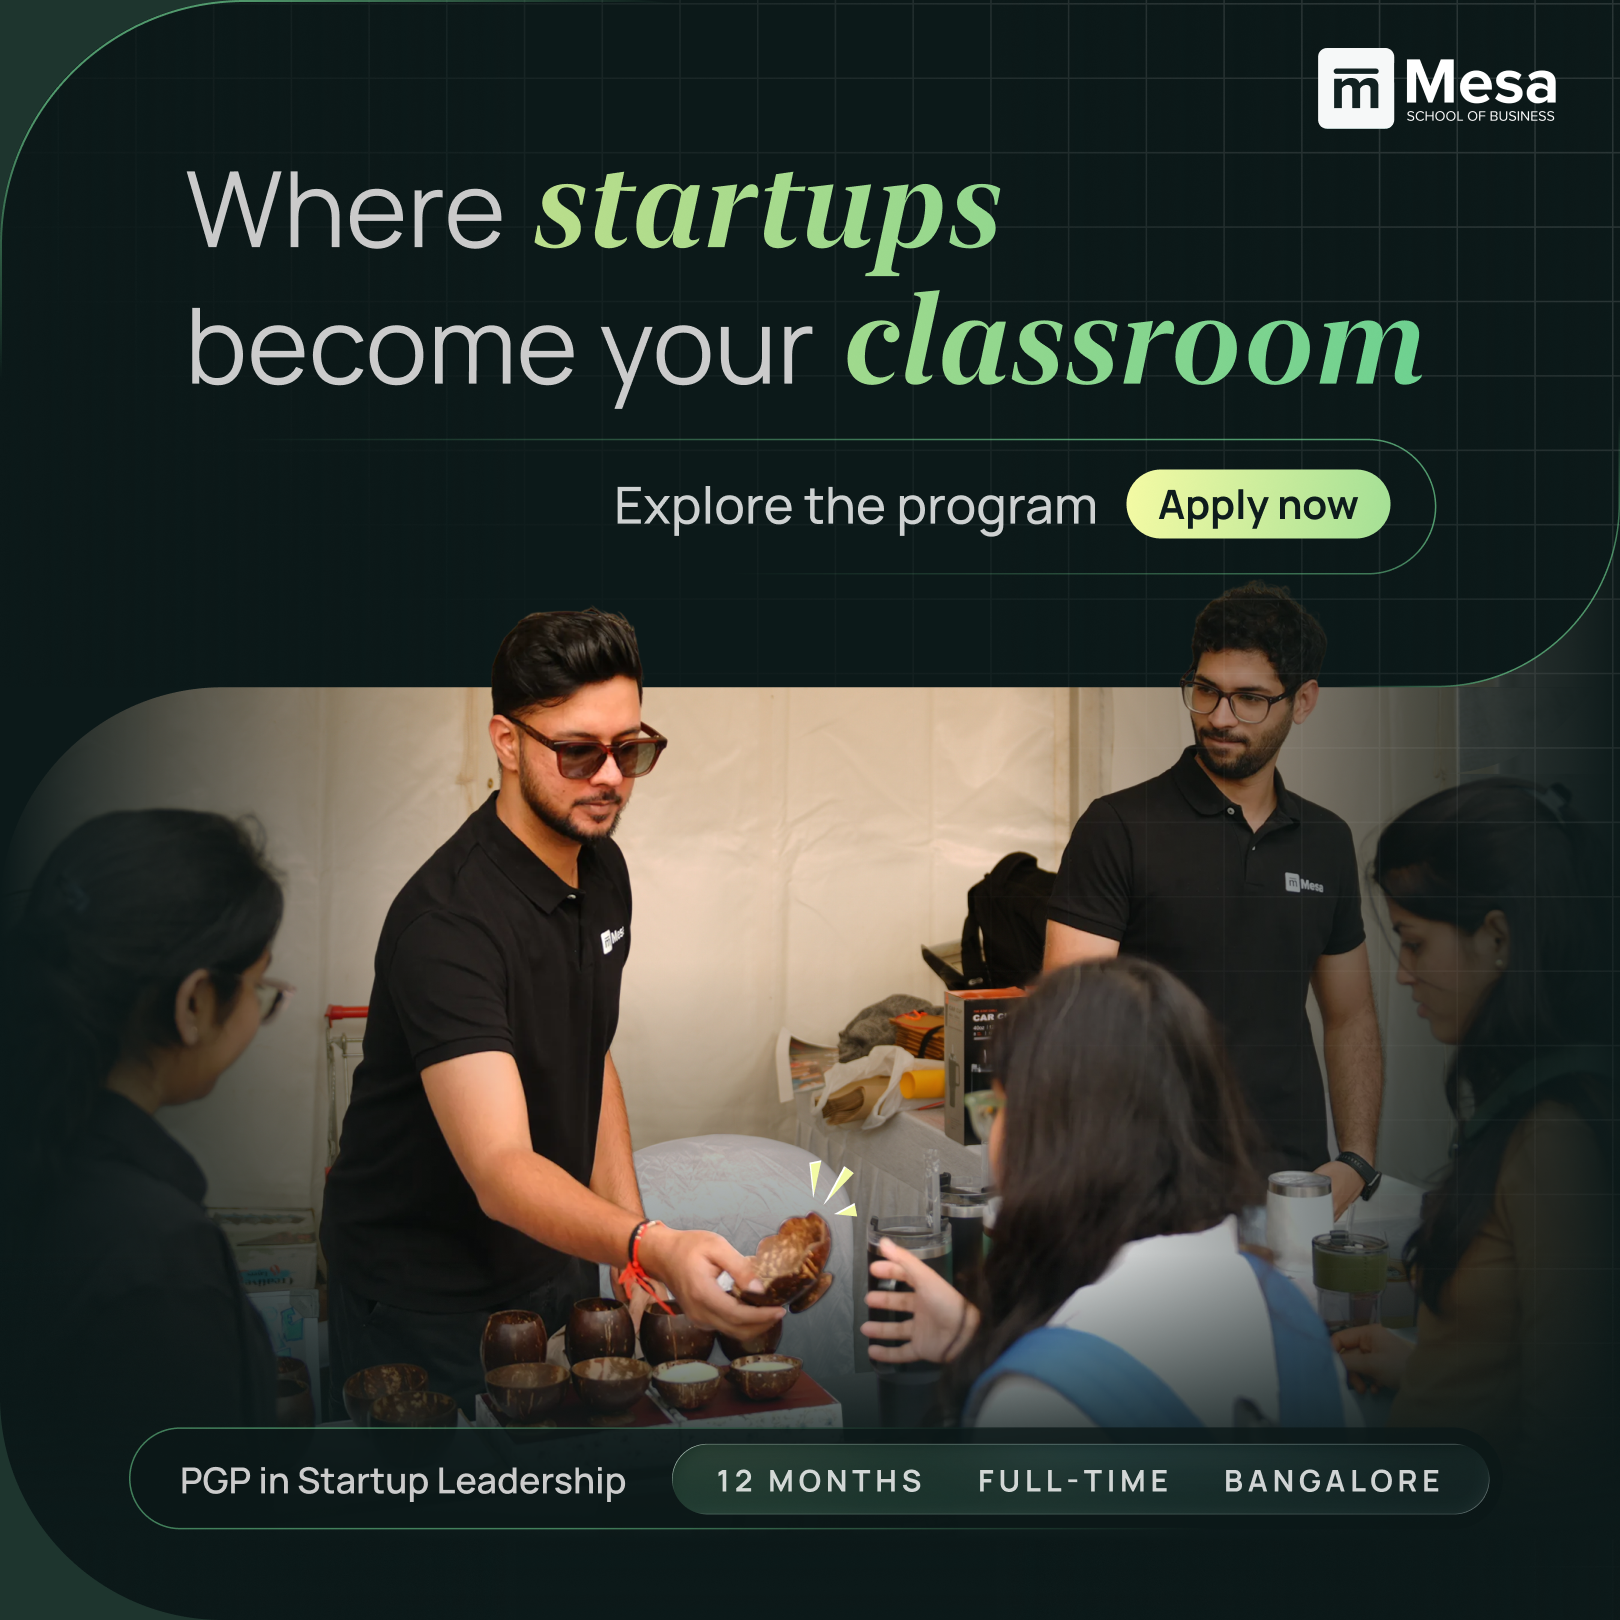 m Mesa
SCHOOL OF BUSINESS
Where startups
become your classroom
Explore the program Apply now
m Mesa
m Mesa
CAR
PGP in Startup Leadership 12 MONTHS FULL-TIME BANGALORE